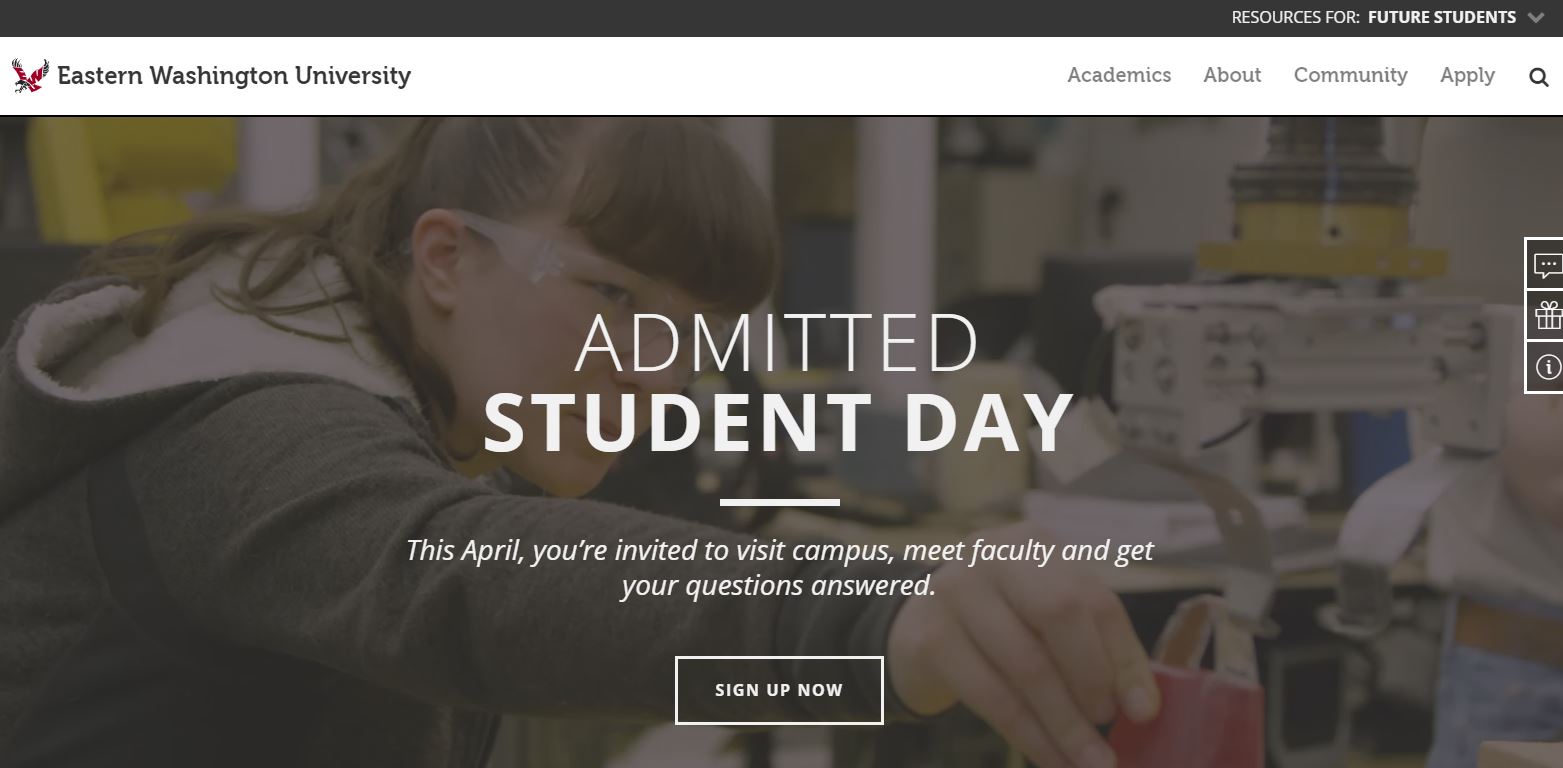 RESOURCES FOR: FUTURE STUDENTS
Eastern Washington University
Academics About Community Apply
ADMITTED
STUDENT DAY
This April, you’re invited to visit campus, meet faculty and get
your questions answered.
SIGN UP NOW